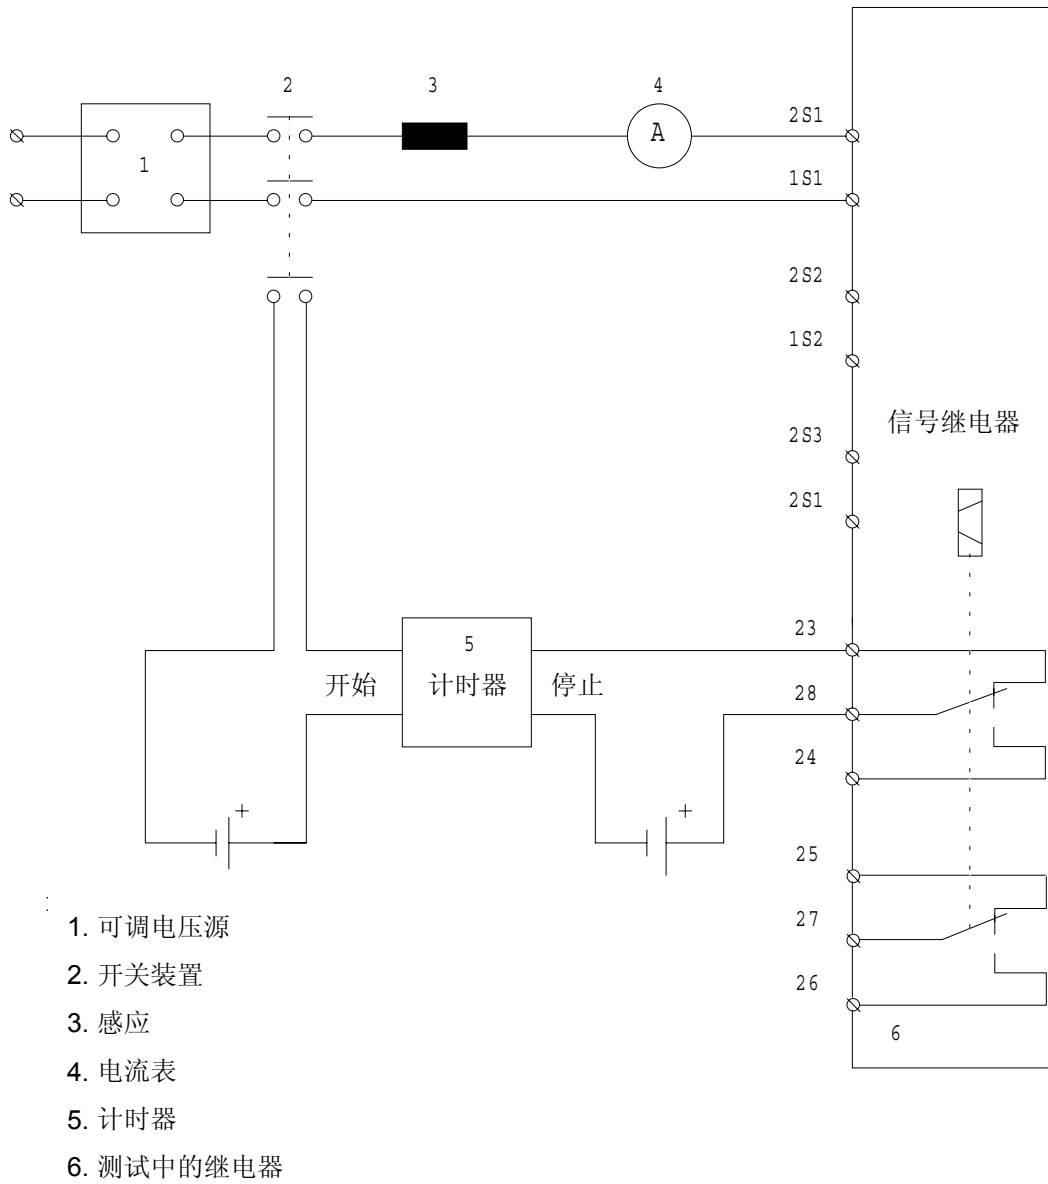 2
3
4
2S1
A
1
1S1
2S2
1S2
信号继电器
2S3
2S1
23
5
开始
计时器
停止
28
24
+
+
25
27
26
6
1. 可调电压源
2. 开关装置
3. 感应
4. 电流表
5. 计时器
6. 测试中的继电器